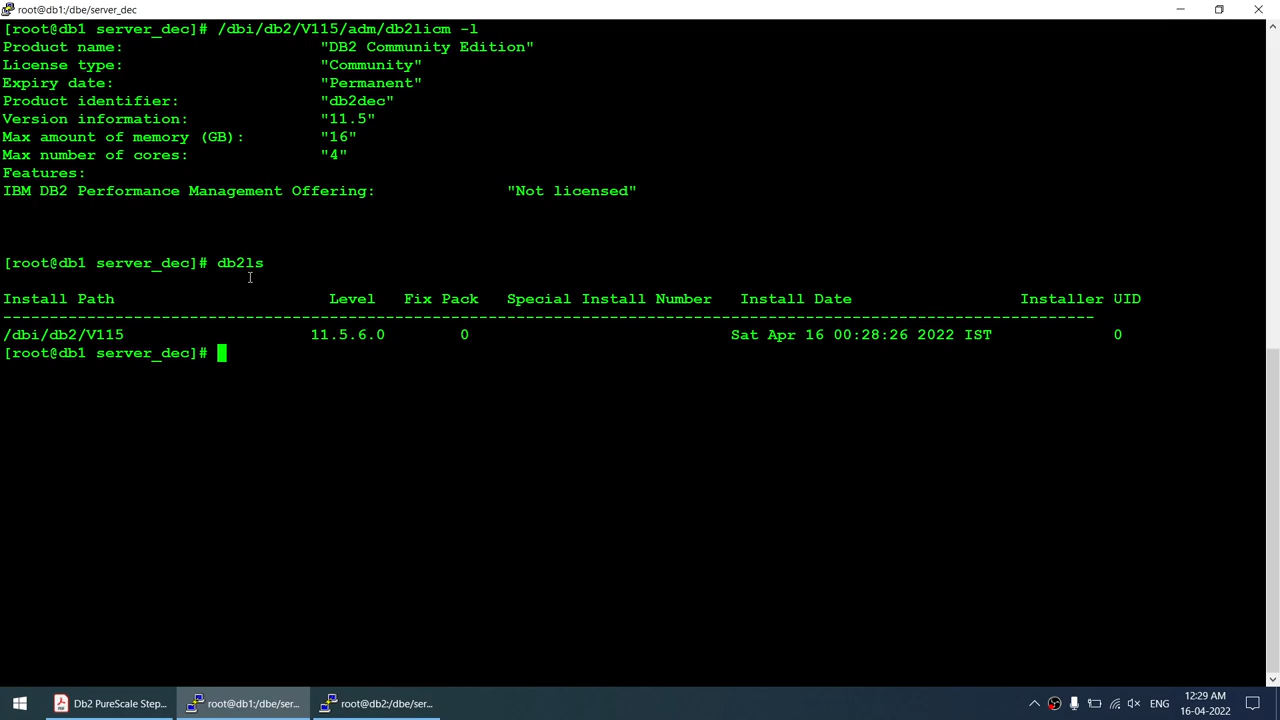 root@db1:/dbe/server_dec
[root@db1 server_dec]# /dbi/db2/V115/adm/db2licm -l
Product name: "DB2 Community Edition"
License type: "Community"
Expiry date: "Permanent"
Product identifier: "db2dec"
Version information: "11.5"
Max amount of memory (GB): "16"
Max number of cores: "4"
Features:
IBM DB2 Performance Management Offering: "Not licensed"
[root@db1 server_dec]# db2ls
Install Path Level Fix Pack Special Install Number Install Date Installer UID
---------------------------------------------------------------------------------------------------------------------
/dbi/db2/V115 11.5.6.0 0 Sat Apr 16 00:28:26 2022 IST 0
[root@db1 server_dec]#
Db2 PureScale Step... root@db1:/dbe/ser... root@db2:/dbe/ser... ENG 12:29 AM
16-04-2022